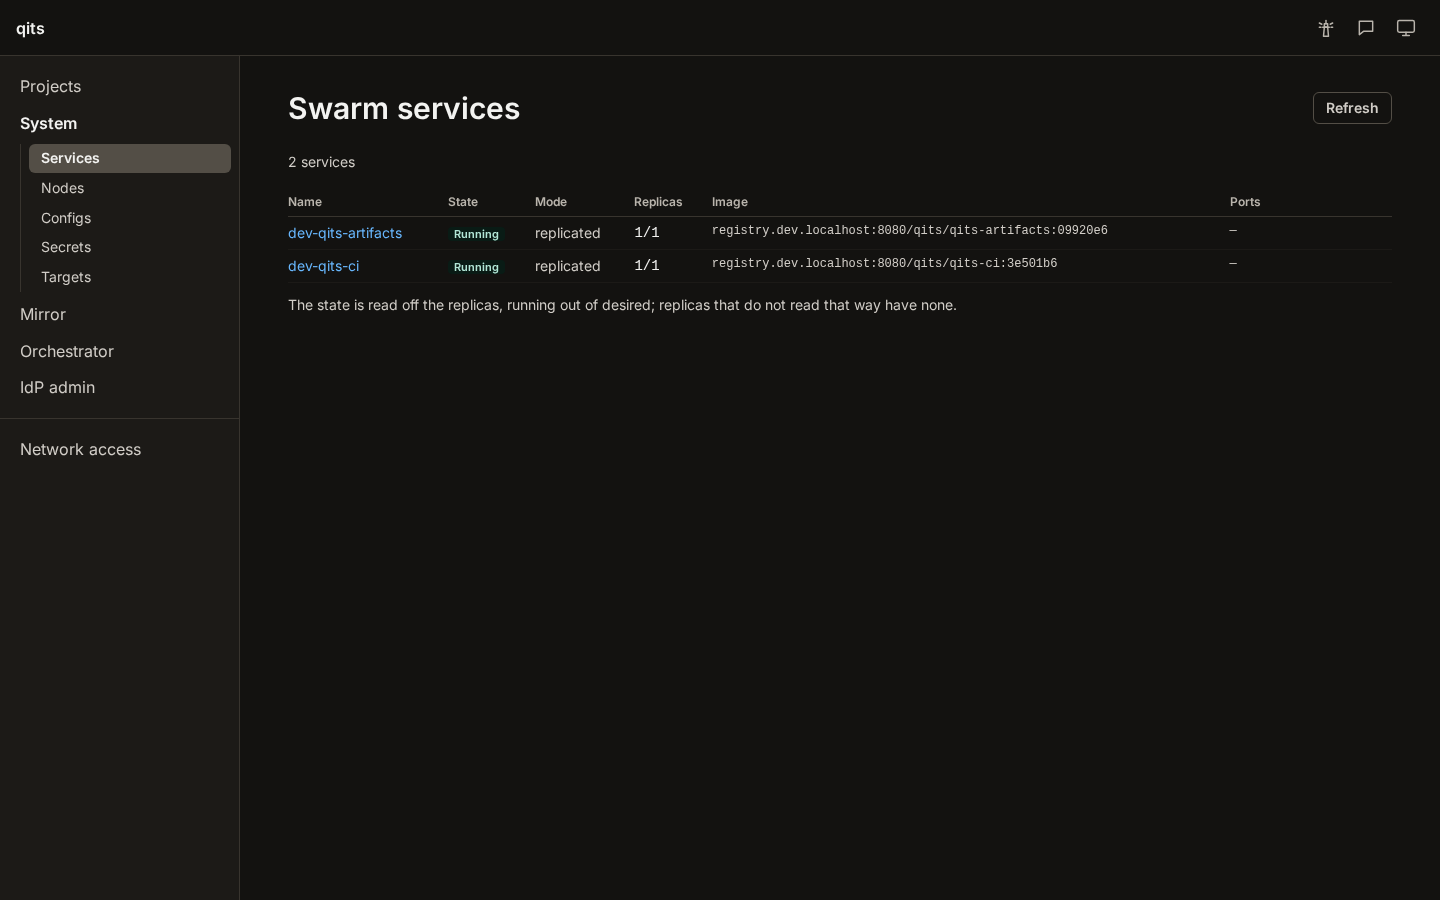 qits
Projects
System
Services
Nodes
Configs
Secrets
Targets
Mirror
Orchestrator
IdP admin
Network access
Swarm services
Refresh
2 services
Name State Mode Replicas Image Ports
dev-qits-artifacts Running replicated 1/1 registry.dev.localhost:8080/qits/qits-artifacts:09920e6 —
dev-qits-ci Running replicated 1/1 registry.dev.localhost:8080/qits/qits-ci:3e501b6 —
The state is read off the replicas, running out of desired; replicas that do not read that way have none.